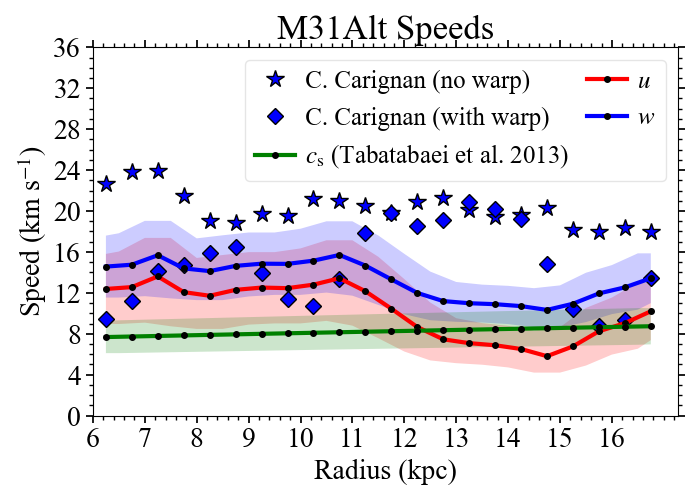 M31Alt Speeds
36
32
28
24
20
16
12
8
4
0
Speed (km s⁻¹)
C. Carignan (no warp)
C. Carignan (with warp)
cₛ (Tabatabaei et al. 2013)
u
w
6 7 8 9 10 11 12 13 14 15 16
Radius (kpc)